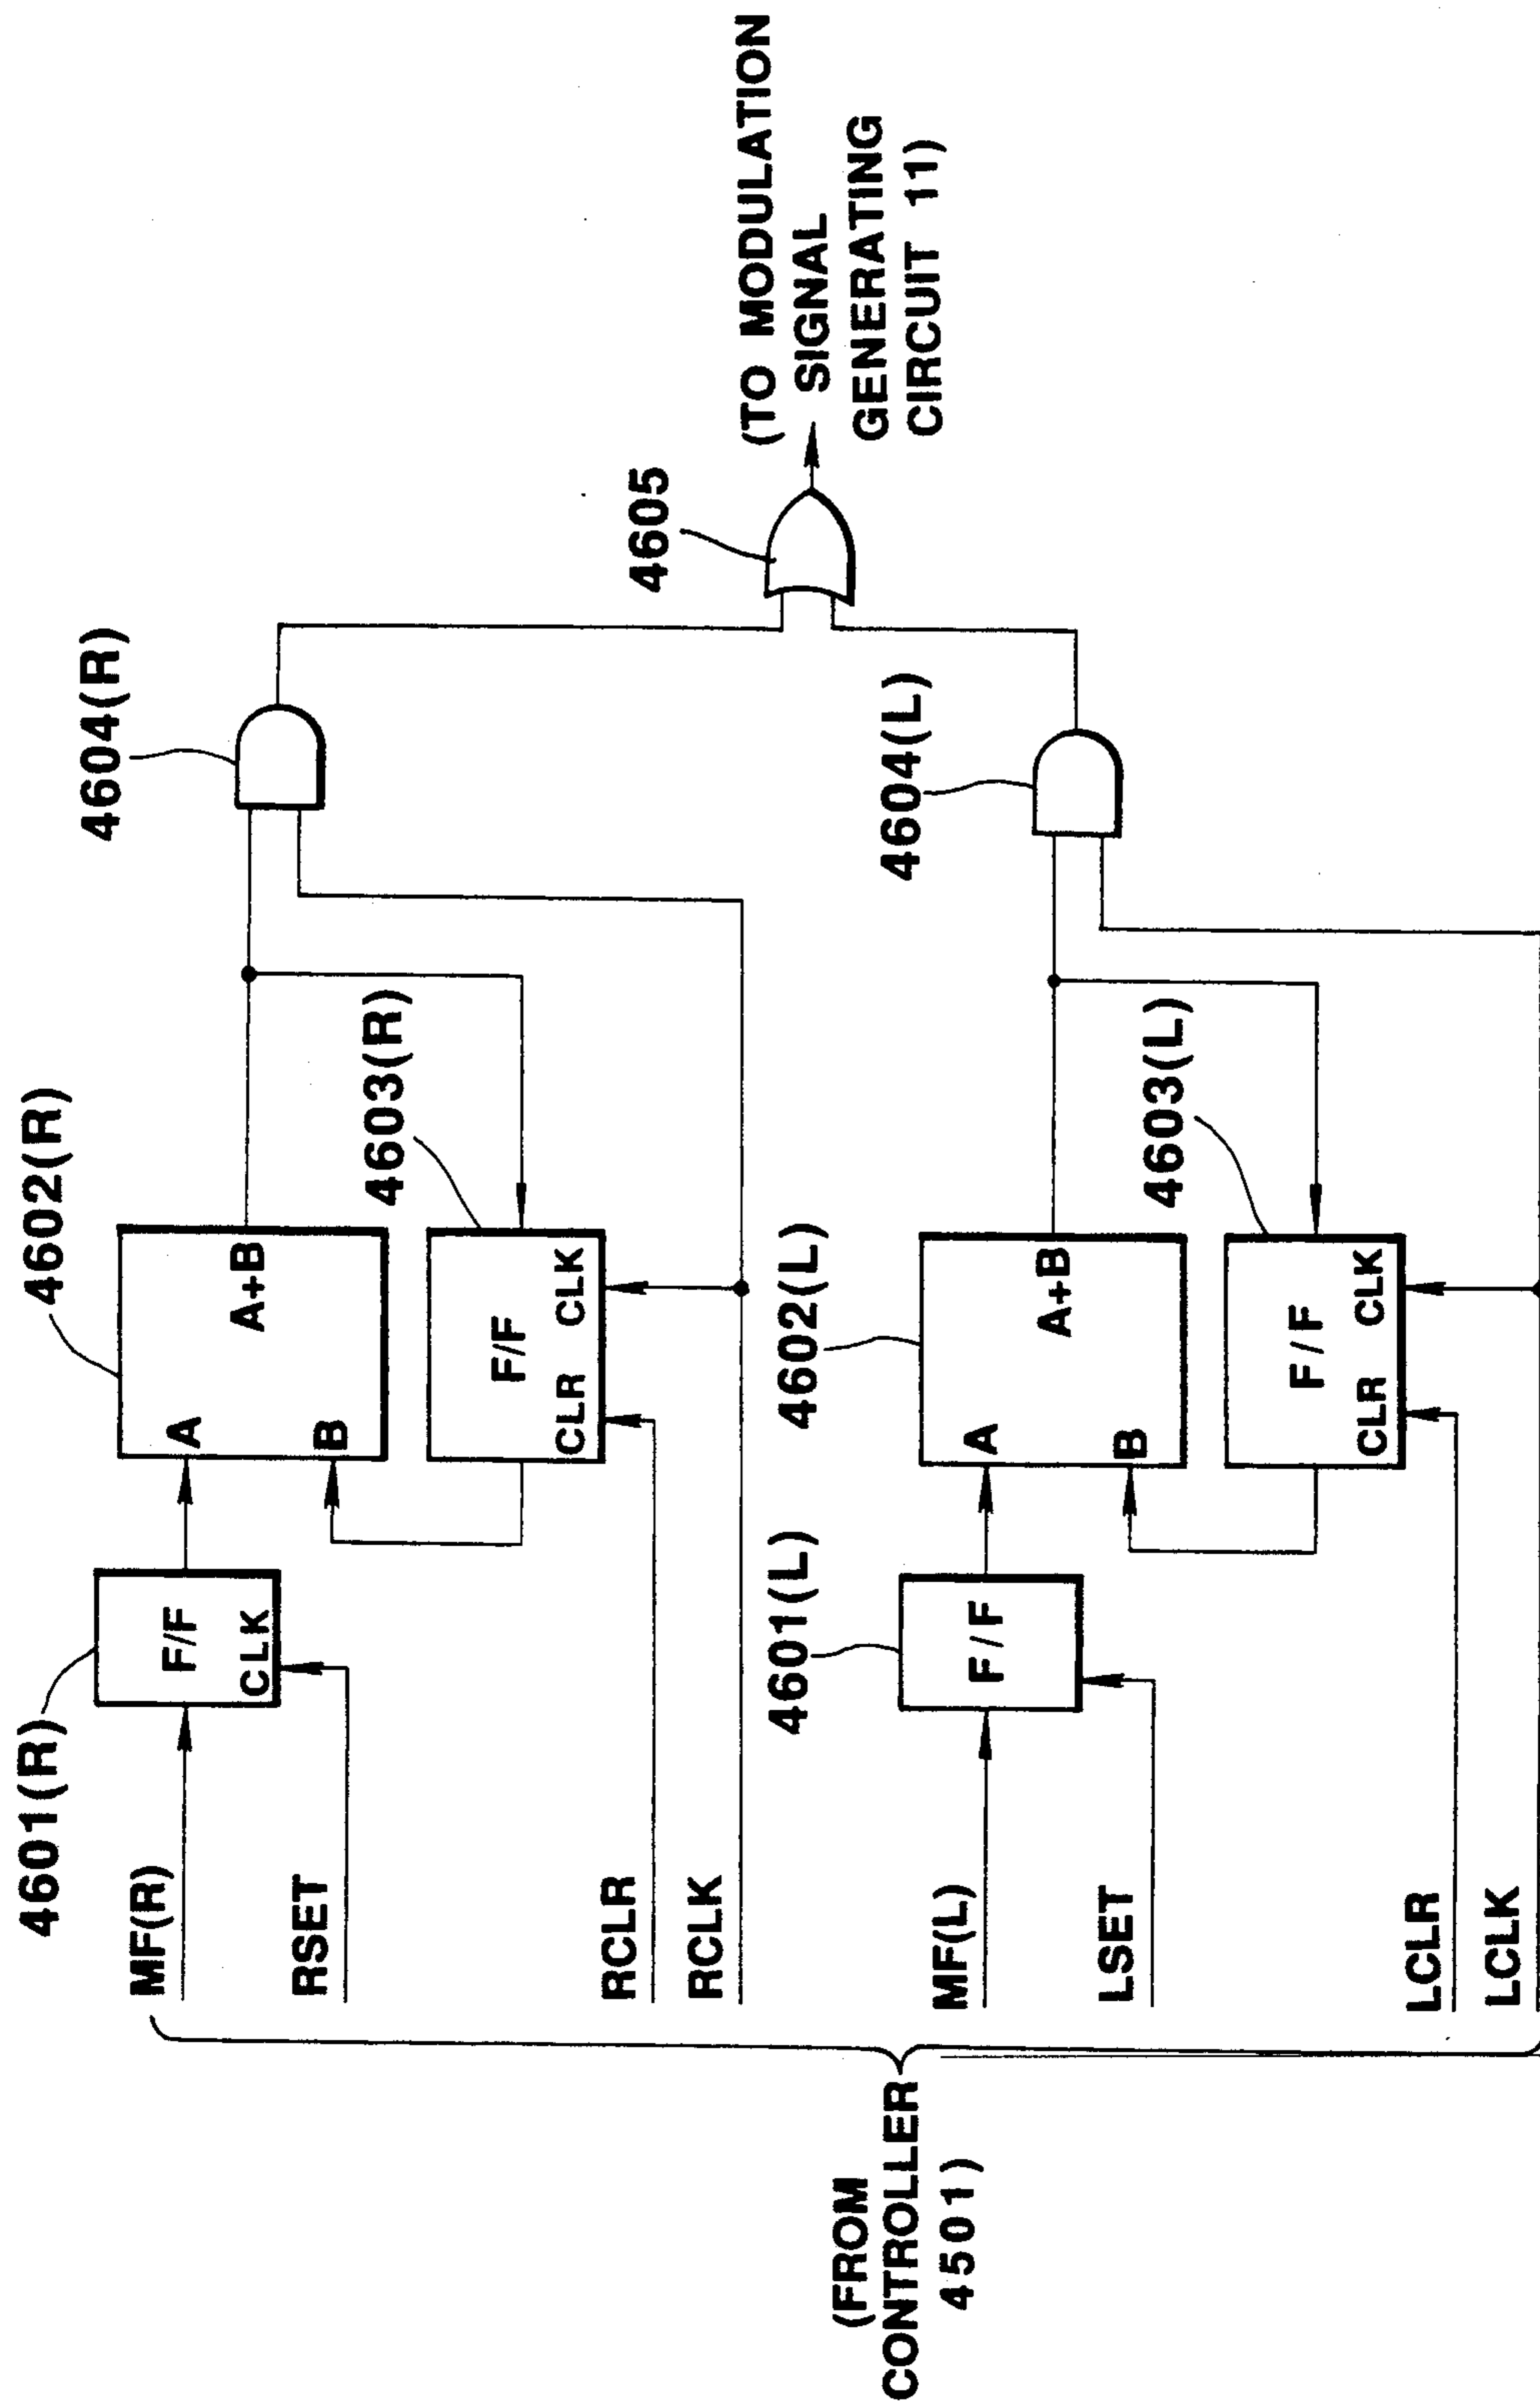 (FROM
CONTROLLER
4501)
MF(R)
RSET
RCLR
RCLK
MF(L)
LSET
LCLR
LCLK
4601(R)
F/F
CLK
4602(R)
A
B
A+B
4603(R)
F/F
CLR CLK
4604(R)
4601(L)
F/F
4602(L)
A
B
A+B
4603(L)
F/F
CLR CLK
4604(L)
4605
(TO MODULATION
SIGNAL
GENERATING
CIRCUIT 11)